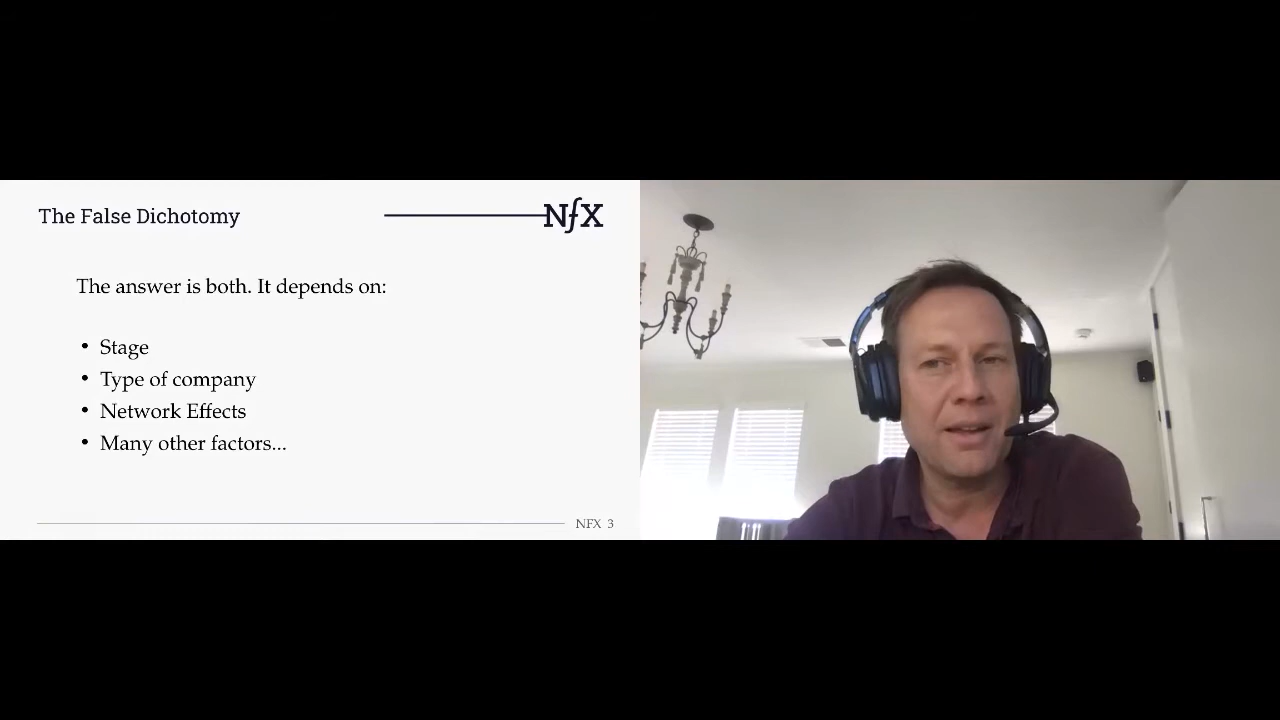 The False Dichotomy
NfX
The answer is both. It depends on:
• Stage
• Type of company
• Network Effects
• Many other factors...
NFX 3